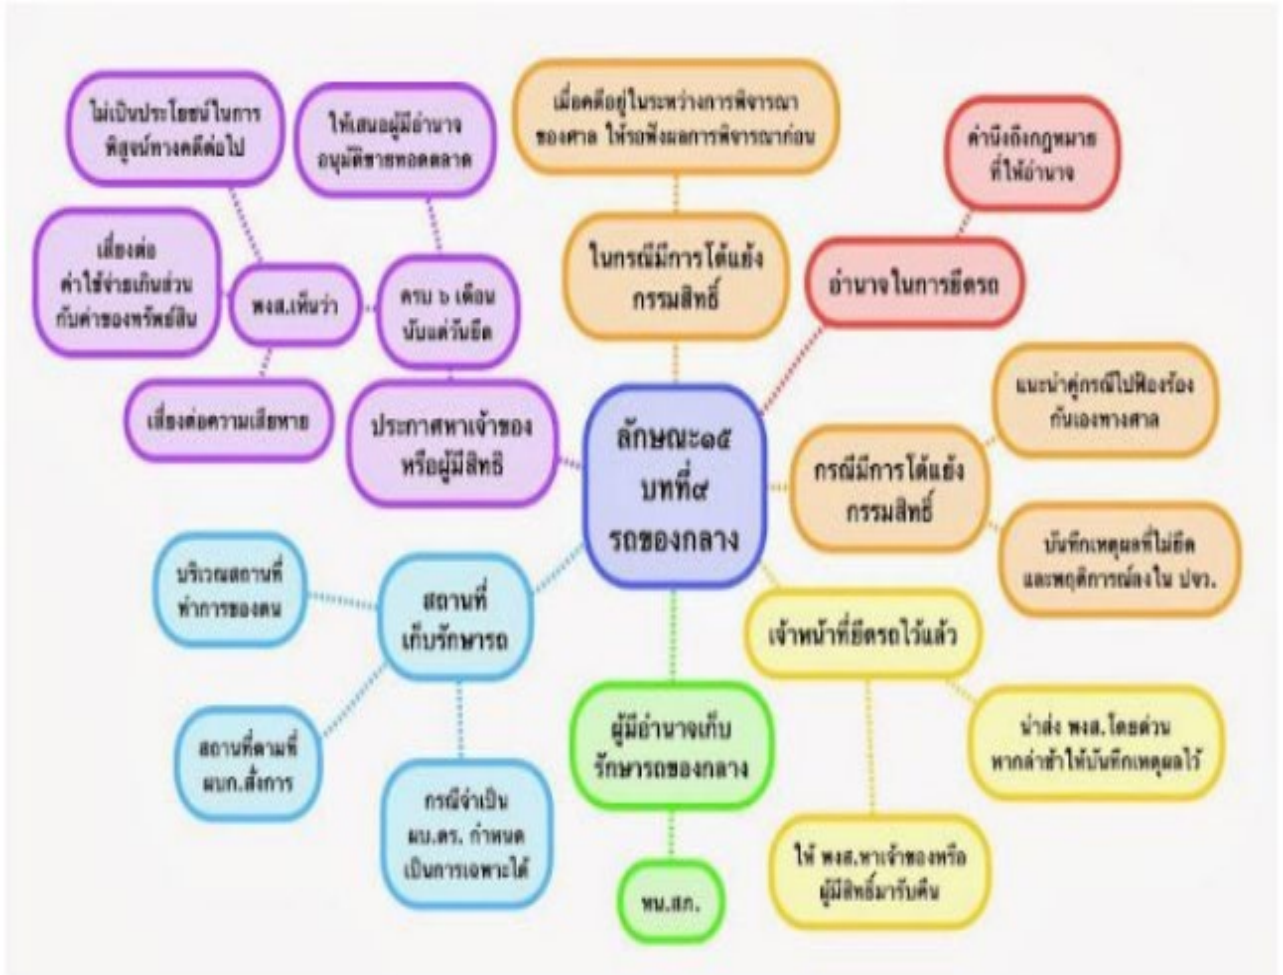 ไม่เป็นประโยชน์ในการ
พิสูจน์ทางคดีต่อไป
ให้เสนอผู้มีอำนาจ
อนุมัติขายทอดตลาด
เมื่อคดีอยู่ในระหว่างการพิจารณา
ของศาล ให้รอฟังผลการพิจารณาก่อน
คำนึงถึงกฎหมาย
ที่ให้อำนาจ
เสี่ยงต่อ
ค่าใช้จ่ายเกินส่วน
กับค่าของทรัพย์สิน
พงส.เห็นว่า
ครบ ๖ เดือน
นับแต่วันยึด
ในกรณีมีการโต้แย้ง
กรรมสิทธิ์
อำนาจในการยึดรถ
เสี่ยงต่อความเสียหาย
ประกาศหาเจ้าของ
หรือผู้มีสิทธิ
ลักษณะ๑๕
บทที่๙
รถของกลาง
กรณีมีการโต้แย้ง
กรรมสิทธิ์
แนะนำคู่กรณีไปฟ้องร้อง
กันเองทางศาล
บันทึกเหตุผลที่ไม่ยึด
และพฤติการณ์ลงใน ปจว.
บริเวณสถานที่
ทำการของตน
สถานที่
เก็บรักษารถ
เจ้าหน้าที่ยึดรถไว้แล้ว
สถานที่ตามที่
ผบก.สั่งการ
กรณีจำเป็น
ผบ.ตร. กำหนด
เป็นการเฉพาะได้
ผู้มีอำนาจเก็บ
รักษารถของกลาง
หน.สก.
นำส่ง พงส.โดยด่วน
หากล่าช้าให้บันทึกเหตุผลไว้
ให้ พงส.หาเจ้าของหรือ
ผู้มีสิทธิ์มารับคืน